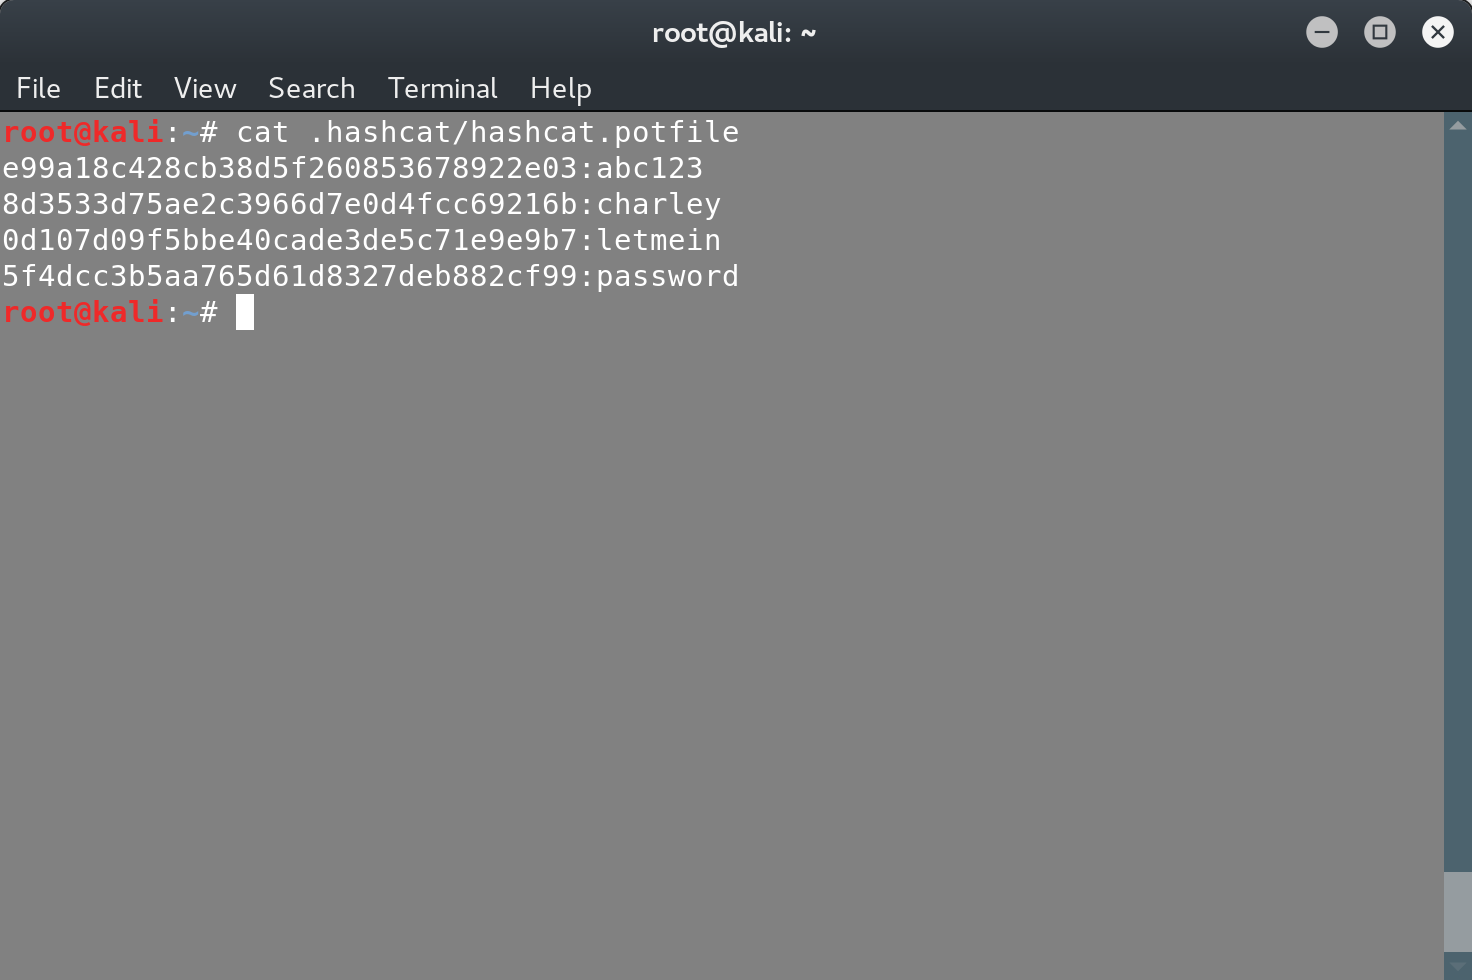 root@kali: ~
File Edit View Search Terminal Help
root@kali:~# cat .hashcat/hashcat.potfile
e99a18c428cb38d5f260853678922e03:abc123
8d3533d75ae2c3966d7e0d4fcc69216b:charley
0d107d09f5bbe40cade3de5c71e9e9b7:letmein
5f4dcc3b5aa765d61d8327deb882cf99:password
root@kali:~#